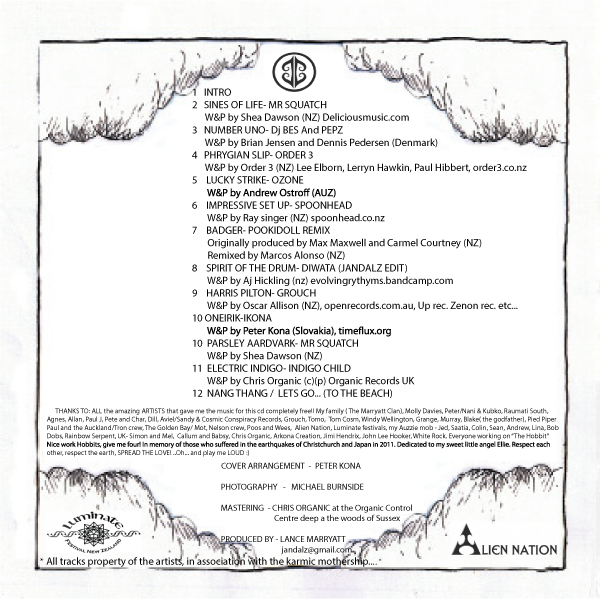 1 INTRO
2 SINES OF LIFE- MR SQUATCH
W&P by Shea Dawson (NZ) Deliciousmusic.com
3 NUMBER UNO- Dj BES And PEPZ
W&P by Brian Jensen and Dennis Pedersen (Denmark)
4 PHRYGIAN SLIP- ORDER 3
W&P by Order 3 (NZ) Lee Elborn, Lerryn Hawkin, Paul Hibbert, order3.co.nz
5 LUCKY STRIKE- OZONE
W&P by Andrew Ostroff (AUZ)
6 IMPRESSIVE SET UP- SPOONHEAD
W&P by Ray singer (NZ) spoonhead.co.nz
7 BADGER- POOKIDOLL REMIX
Originally produced by Max Maxwell and Carmel Courtney (NZ)
Remixed by Marcos Alonso (NZ)
8 SPIRIT OF THE DRUM- DIWATA (JANDALZ EDIT)
W&P by Aj Hickling (nz) evolvingrythyms.bandcamp.com
9 HARRIS PILTON- GROUCH
W&P by Oscar Allison (NZ), openrecords.com.au, Up rec. Zenon rec. etc...
10 ONEIRIK-IKONA
W&P by Peter Kona (Slovakia), timeflux.org
10 PARSLEY AARDVARK- MR SQUATCH
W&P by Shea Dawson (NZ)
11 ELECTRIC INDIGO- INDIGO CHILD
W&P by Chris Organic (c)(p) Organic Records UK
12 NANG THANG / LETS GO... (TO THE BEACH)
THANKS TO: ALL the amazing ARTISTS that gave me the music for this cd completely free!! My family ( The Marryatt Clan), Molly Davies, Peter/Nani & Kubko, Raumati South,
Agnes, Allan, Paul J, Pete and Char, Dill, Aviel/Sandy & Cosmic Conspiracy Records, Grouch, Tomo, Tom Cosm, Windy Wellington, Grange, Murray, Blake( the godfather), Pied Piper
Paul and the Auckland/Tron crew, The Golden Bay/ Mot, Nelson crew, Poos and Wees, Alien Nation, Luminate festivals, my Auzzie mob - Jed, Saatia, Colin, Sean, Andrew, Lina, Bob
Dobs, Rainbow Serpent, UK- Simon and Mel, Callum and Babsy, Chris Organic, Arkona Creation, Jimi Hendrix, John Lee Hooker, White Rock, Everyone working on "The Hobbit"
Nice work Hobbits, give me four! In memory of those who suffered in the earthquakes of Christchurch and Japan in 2011. Dedicated to my sweet little angel Ellie. Respect each
other, respect the earth, SPREAD THE LOVE! ..Oh... and play me LOUD :)
COVER ARRANGEMENT - PETER KONA
PHOTOGRAPHY - MICHAEL BURNSIDE
MASTERING - CHRIS ORGANIC at the Organic Control
Centre deep a the woods of Sussex
PRODUCED BY - LANCE MARRYATT
jandalz@gmail.com
Luminate
FESTIVAL NEW ZEALAND
ALIEN NATION
* All tracks property of the artists, in association with the karmic mothership....